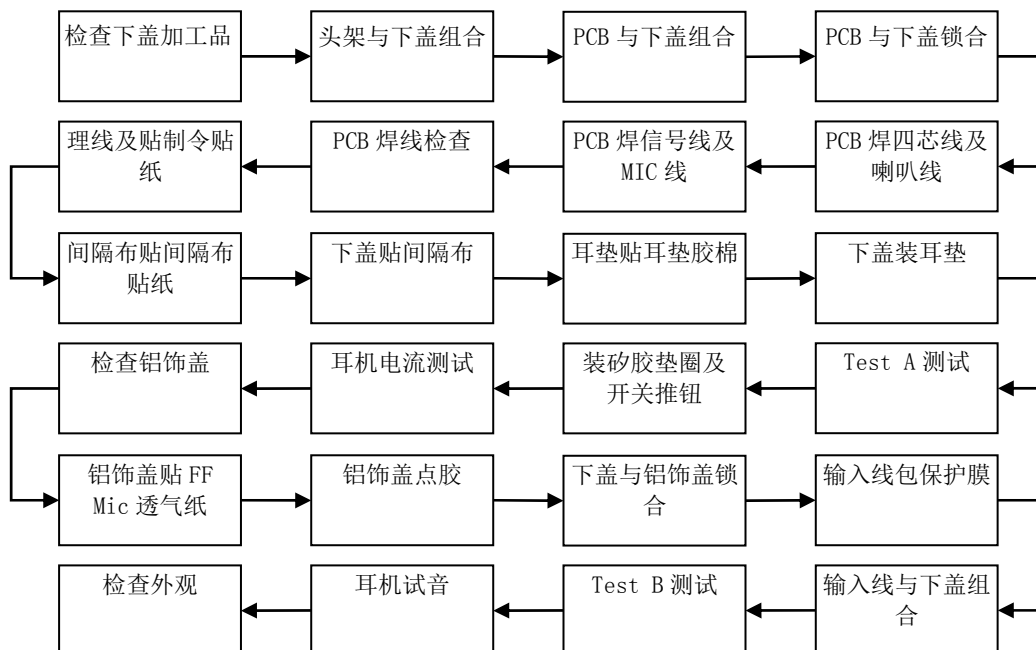 检查下盖加工品
头架与下盖组合
PCB 与下盖组合
PCB 与下盖锁合
理线及贴制令贴
纸
PCB 焊线检查
PCB 焊信号线及
MIC 线
PCB 焊四芯线及
喇叭线
间隔布贴间隔布
贴纸
下盖贴间隔布
耳垫贴耳垫胶棉
下盖装耳垫
检查铝饰盖
耳机电流测试
装矽胶垫圈及
开关推钮
Test A 测试
铝饰盖贴 FF
Mic 透气纸
铝饰盖点胶
下盖与铝饰盖锁
合
输入线包保护膜
检查外观
耳机试音
Test B 测试
输入线与下盖组
合